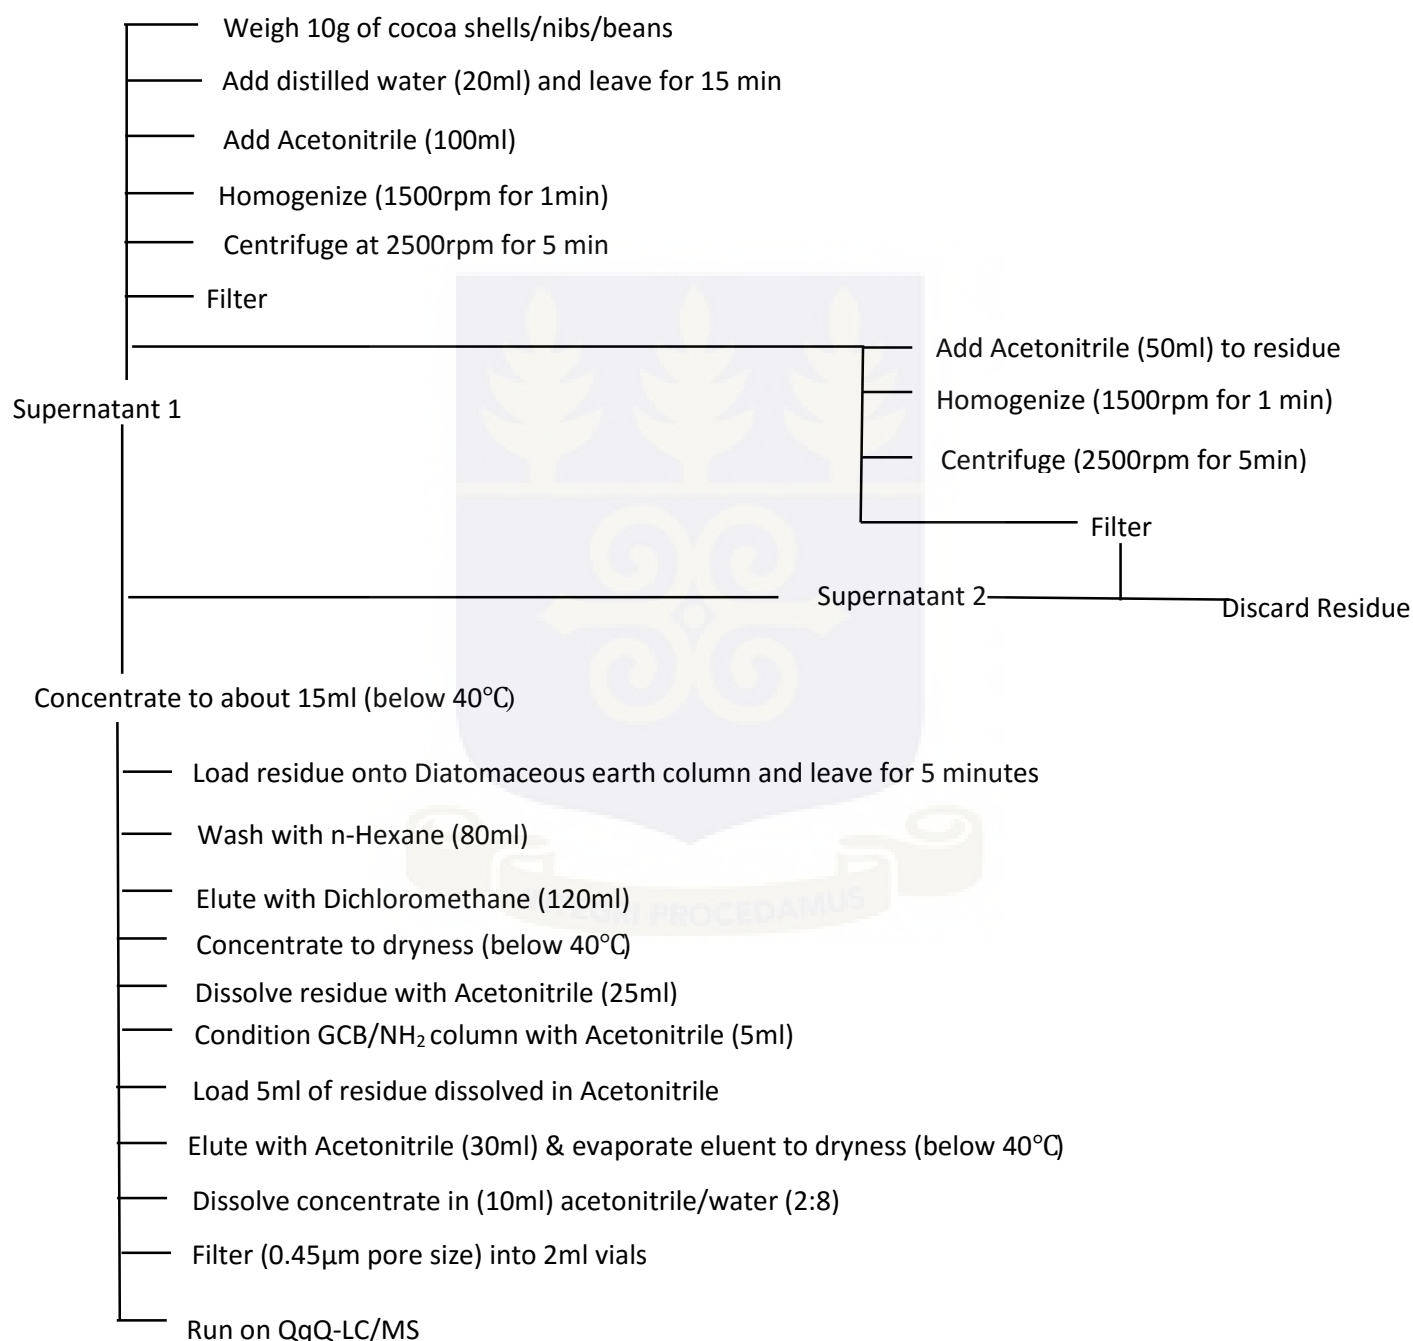 Weigh 10g of cocoa shells/nibs/beans
Add distilled water (20ml) and leave for 15 min
Add Acetonitrile (100ml)
Homogenize (1500rpm for 1min)
Centrifuge at 2500rpm for 5 min
Filter
Add Acetonitrile (50ml) to residue
Homogenize (1500rpm for 1 min)
Centrifuge (2500rpm for 5min)
Filter
Supernatant 1
Supernatant 2
Discard Residue
Concentrate to about 15ml (below 40℃)
Load residue onto Diatomaceous earth column and leave for 5 minutes
Wash with n-Hexane (80ml)
Elute with Dichloromethane (120ml)
INTEGRI PROCEDAMUS
Concentrate to dryness (below 40℃)
Dissolve residue with Acetonitrile (25ml)
Condition GCB/NH₂ column with Acetonitrile (5ml)
Load 5ml of residue dissolved in Acetonitrile
Elute with Acetonitrile (30ml) & evaporate eluent to dryness (below 40℃)
Dissolve concentrate in (10ml) acetonitrile/water (2:8)
Filter (0.45µm pore size) into 2ml vials
Run on QqQ-LC/MS